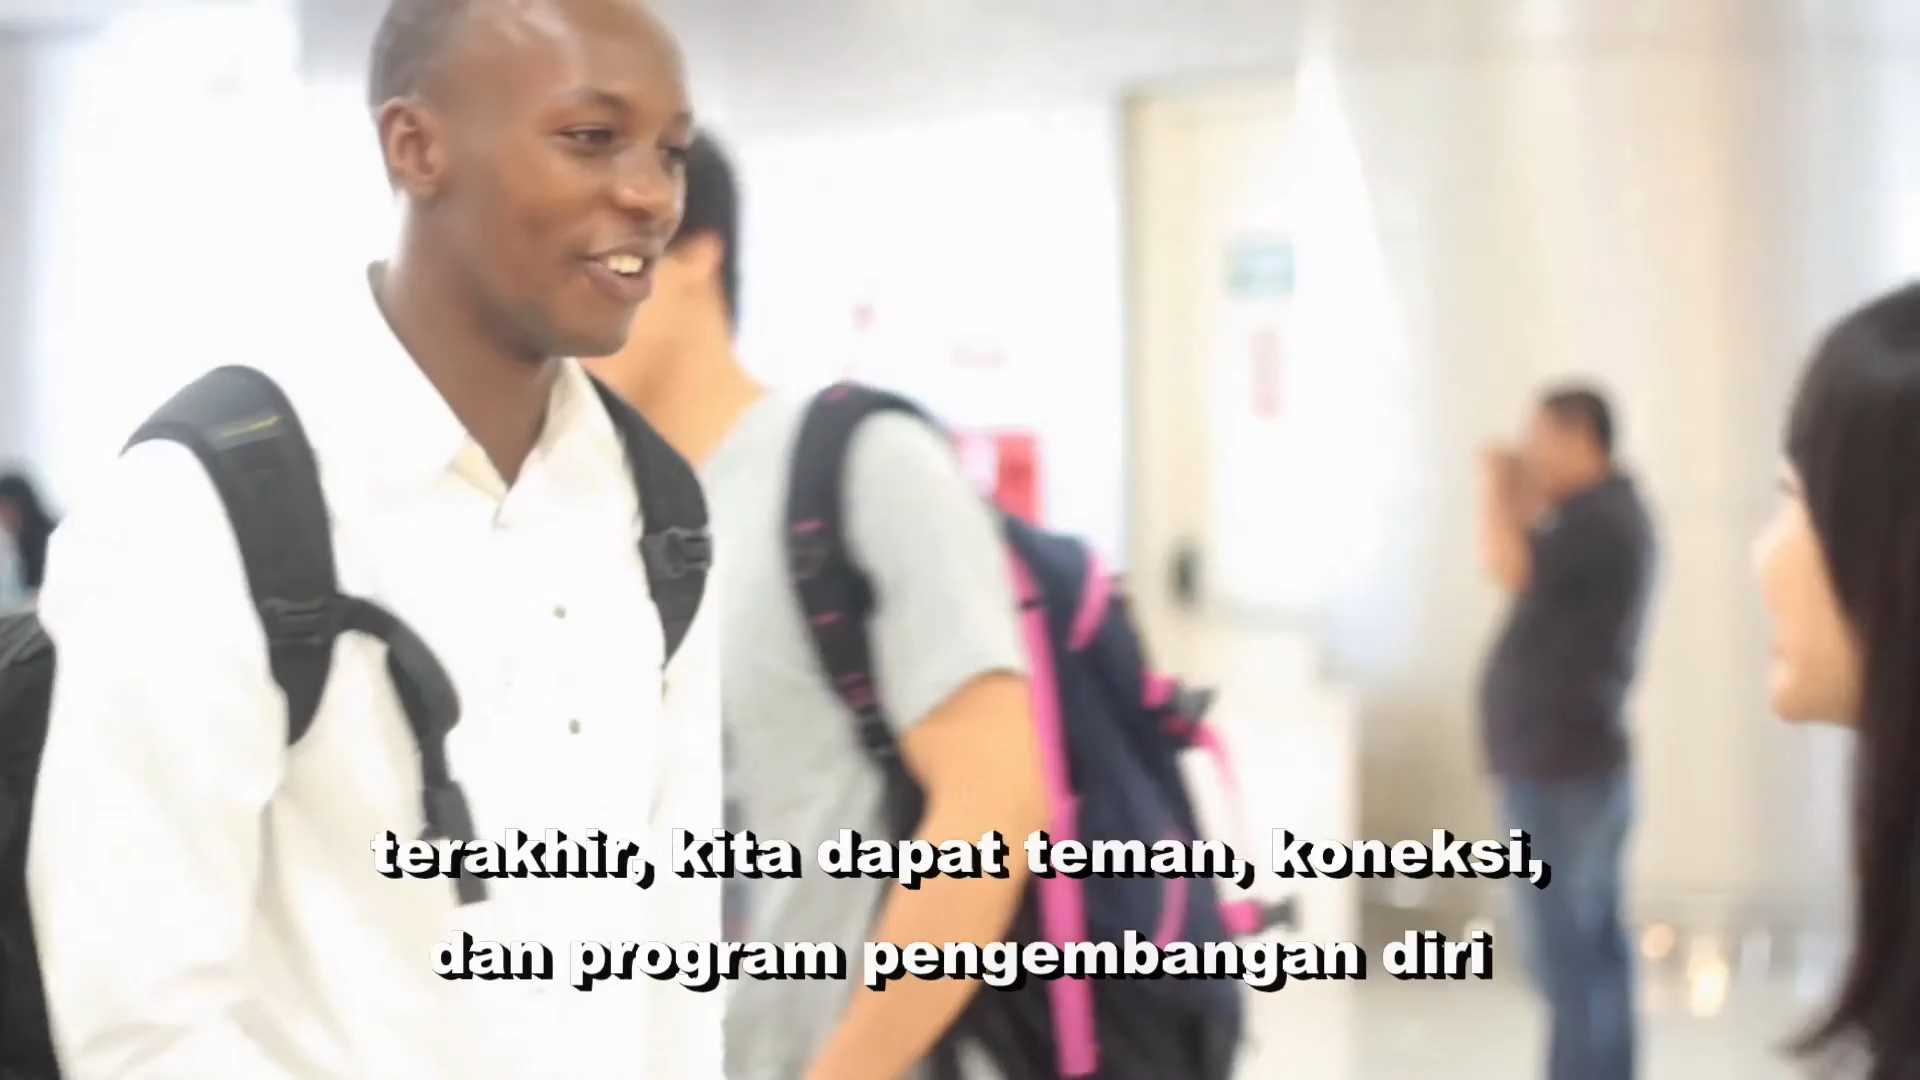 terakhir, kita dapat teman, koneksi,
dan program pengembangan diri